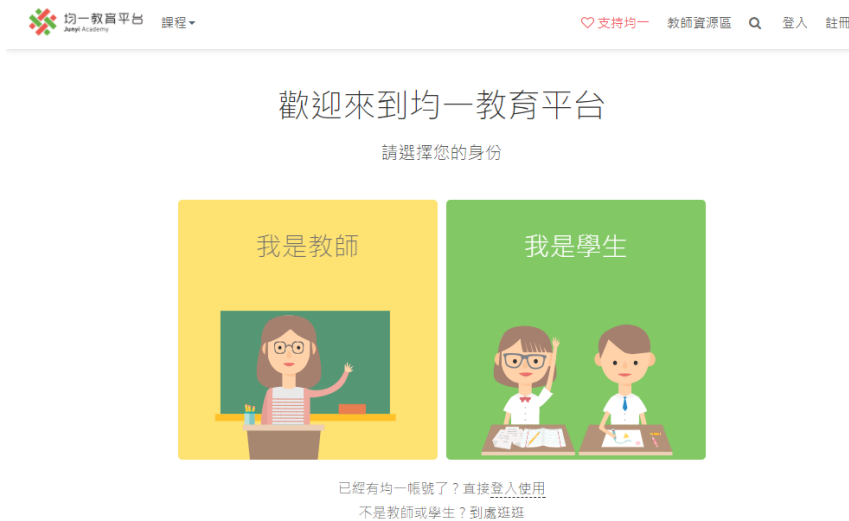 均一教育平台 課程 支持均一 教師資源區 登入 註冊
Junyi Academy
歡迎來到均一教育平台
請選擇您的身份
我是教師 我是學生
已經有均一帳號了？直接登入使用
不是教師或學生？到處逛逛